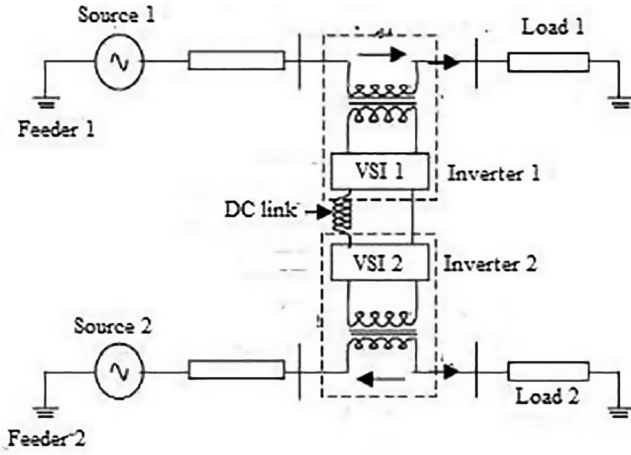 Source 1
Load 1
Feeder 1
VSI 1
Inverter 1
DC link
VSI 2
Inverter 2
Source 2
Load 2
Feeder 2